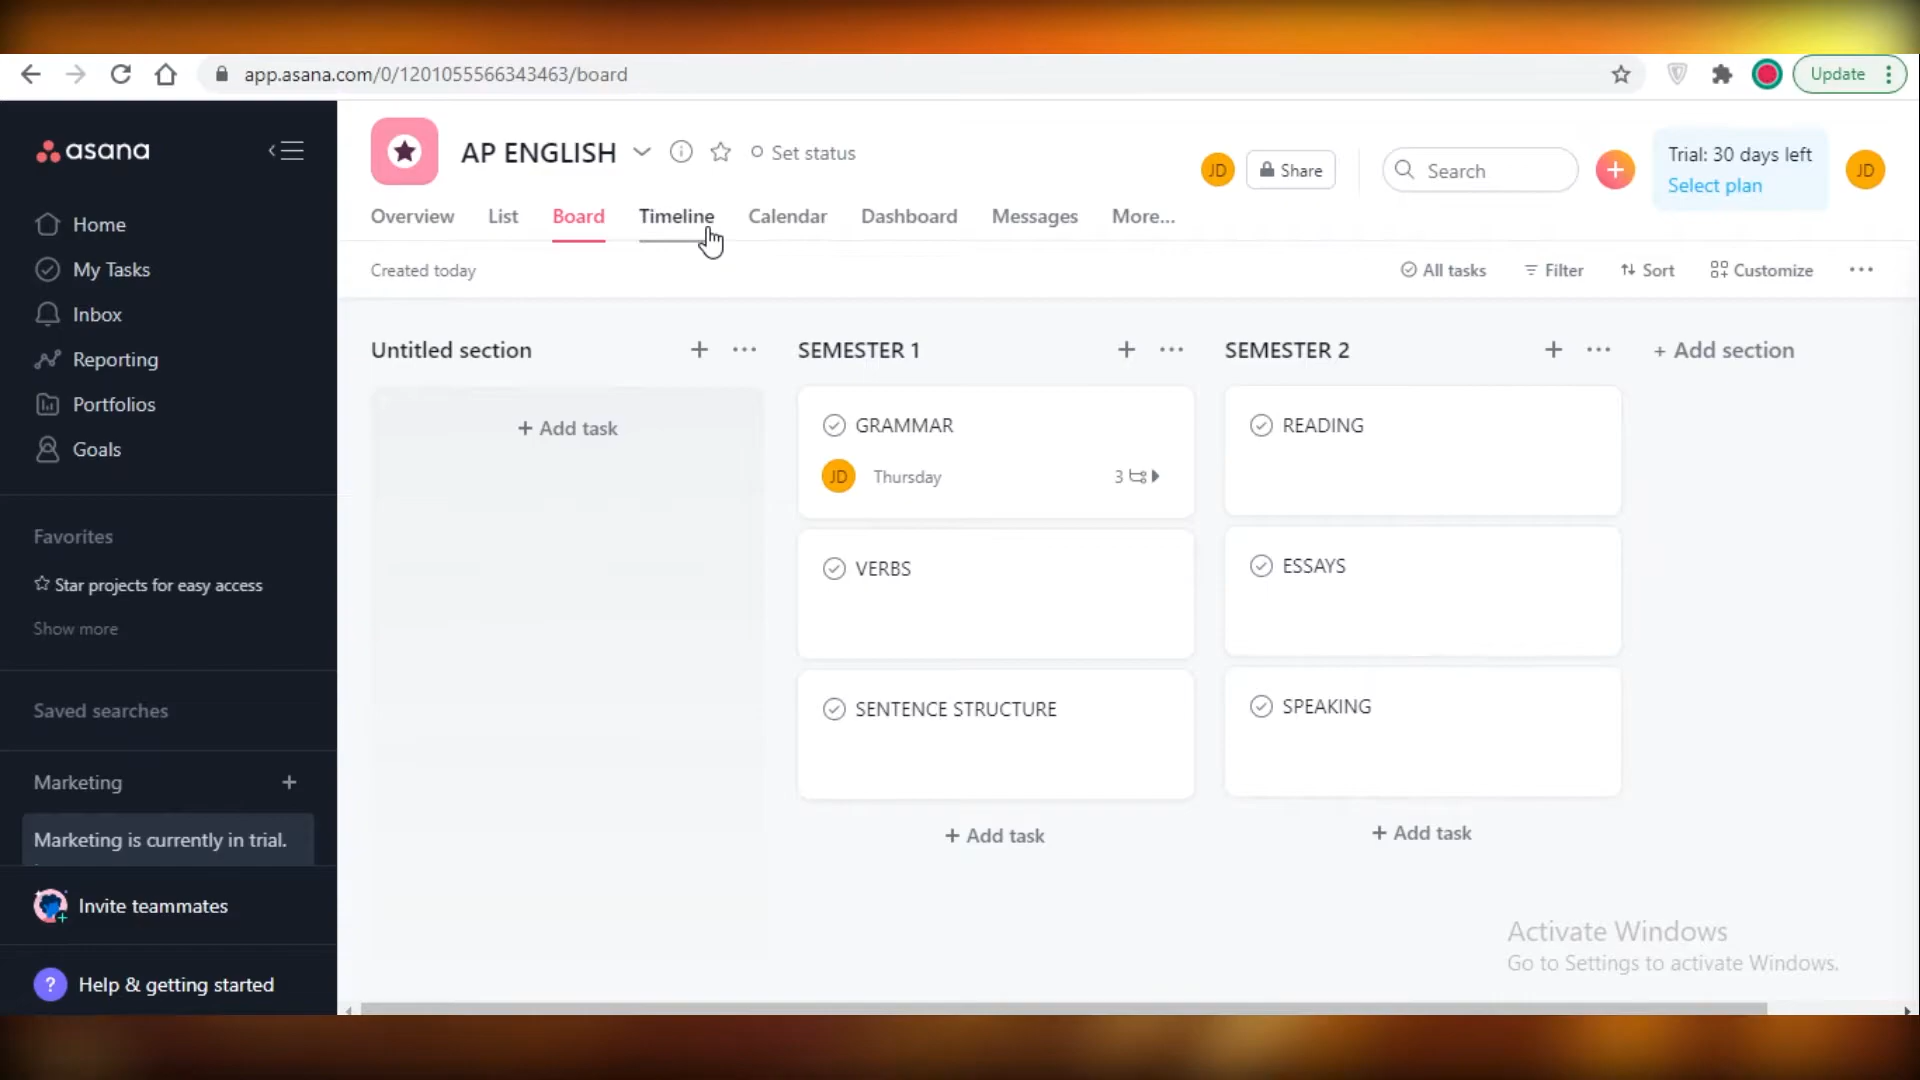 app.asana.com/0/1201055566343463/board
Update
asana
AP ENGLISH
Set status
JD
Share
Search
Trial: 30 days left
Select plan
JD
Home
My Tasks
Inbox
Reporting
Portfolios
Goals
Favorites
Star projects for easy access
Show more
Saved searches
Marketing
Marketing is currently in trial.
Invite teammates
? Help & getting started
Overview List Board Timeline Calendar Dashboard Messages More...
Created today
All tasks Filter Sort Customize
Untitled section
+ Add task
SEMESTER 1
GRAMMAR
JD Thursday 3
VERBS
SENTENCE STRUCTURE
+ Add task
SEMESTER 2
READING
ESSAYS
SPEAKING
+ Add task
+ Add section
Activate Windows
Go to Settings to activate Windows.